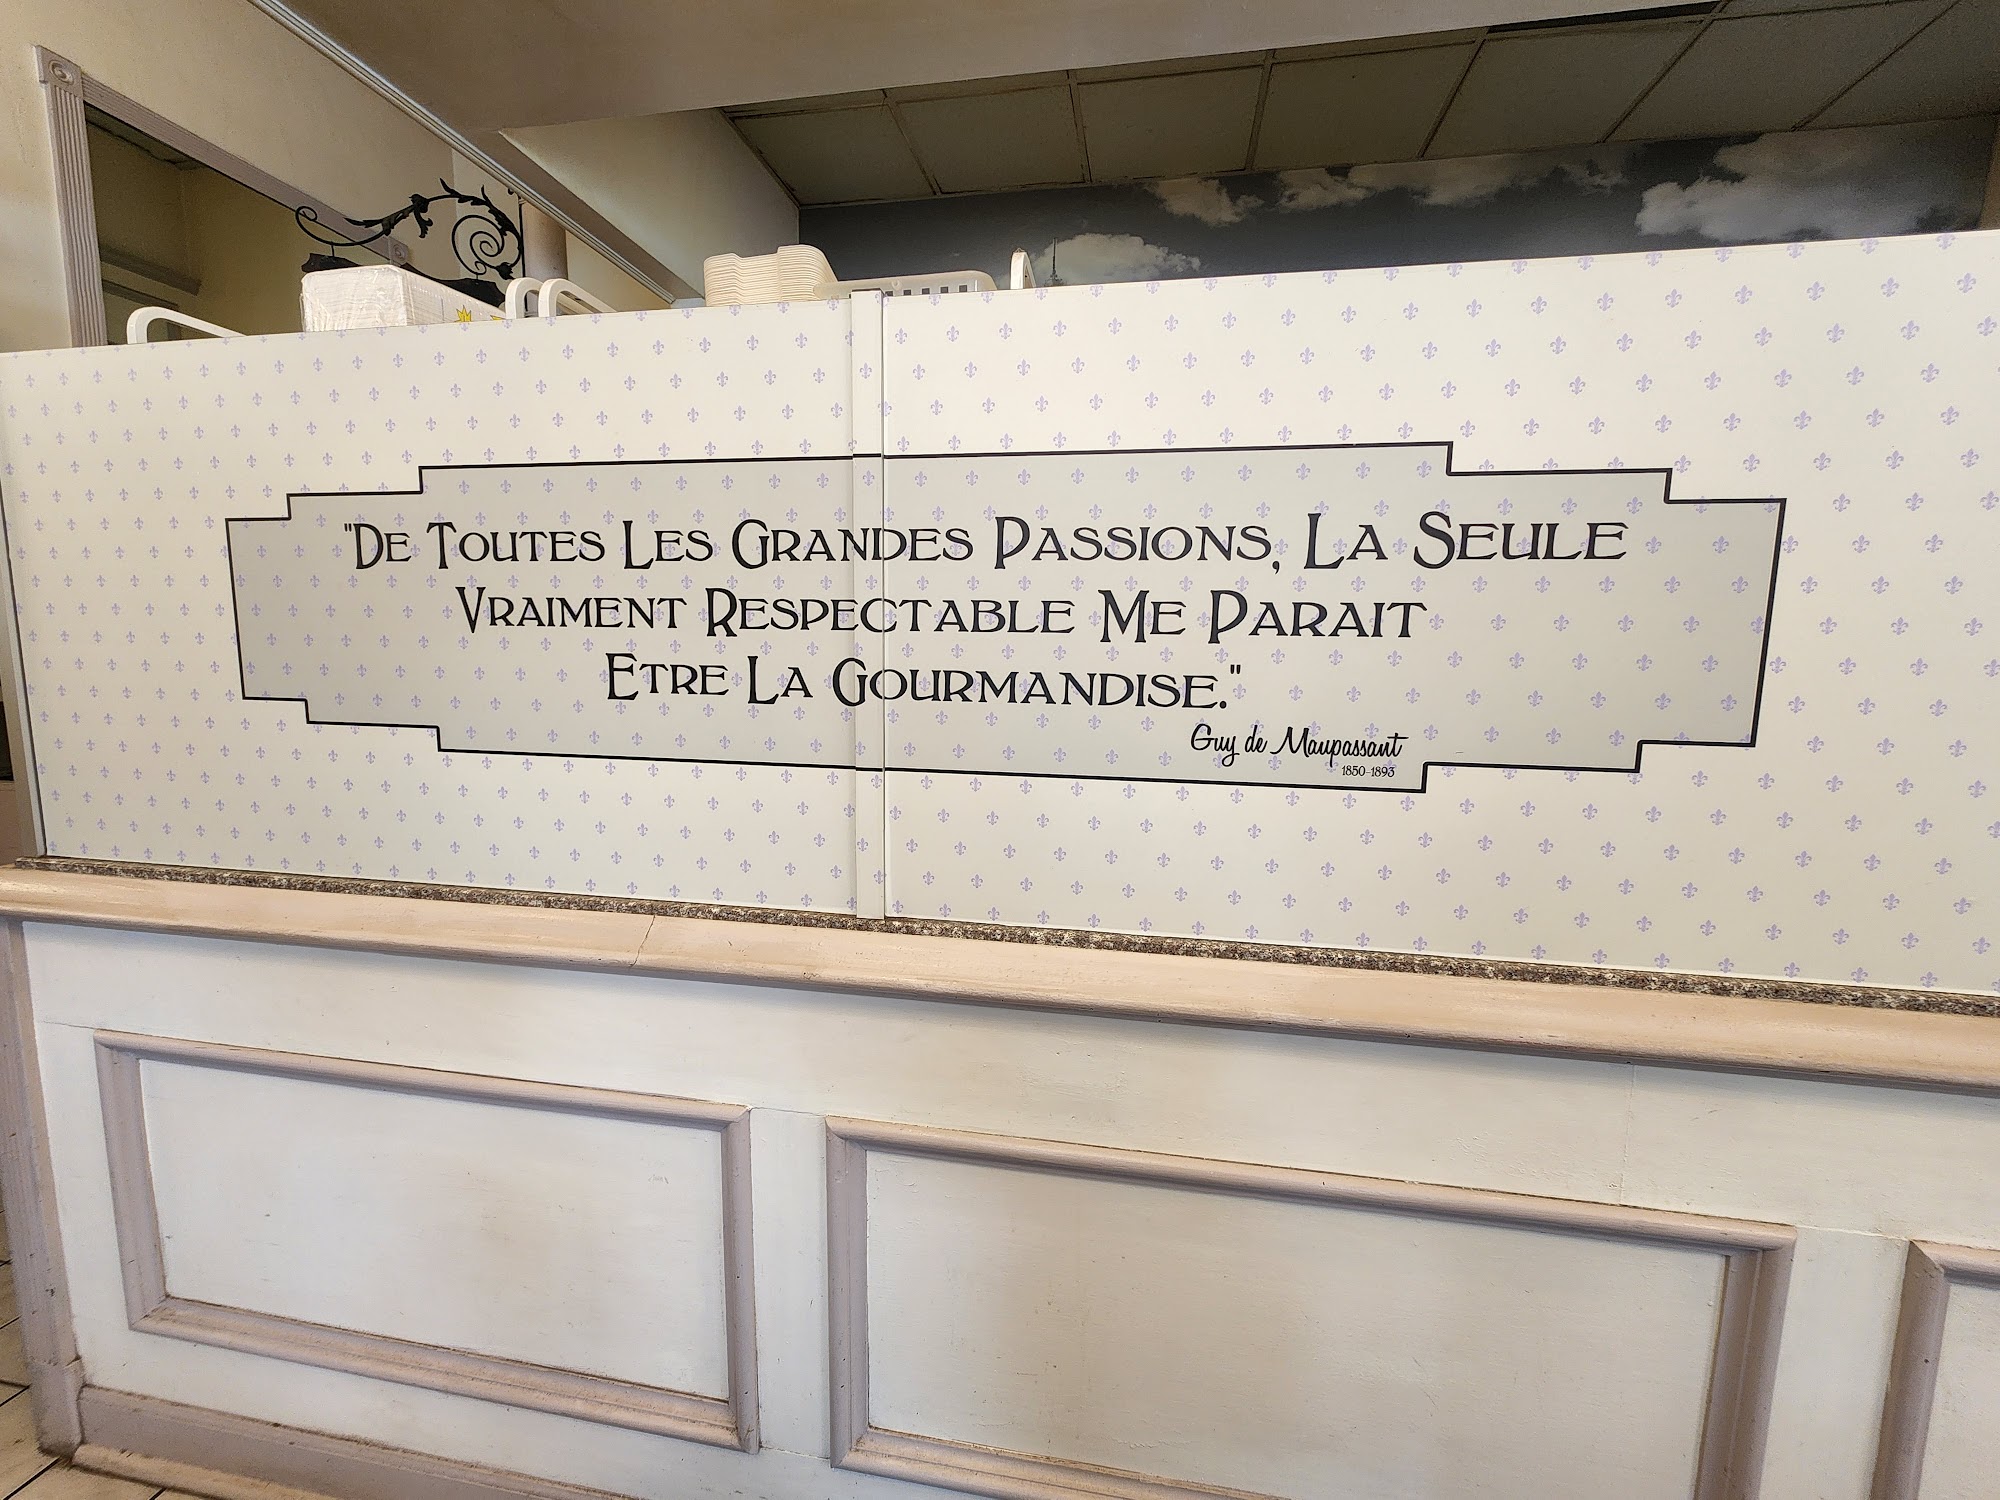 "De Toutes Les Grandes Passions, La Seule
Vraiment Respectable Me Parait
Etre La Gourmandise."
Guy de Maupassant
1850-1893